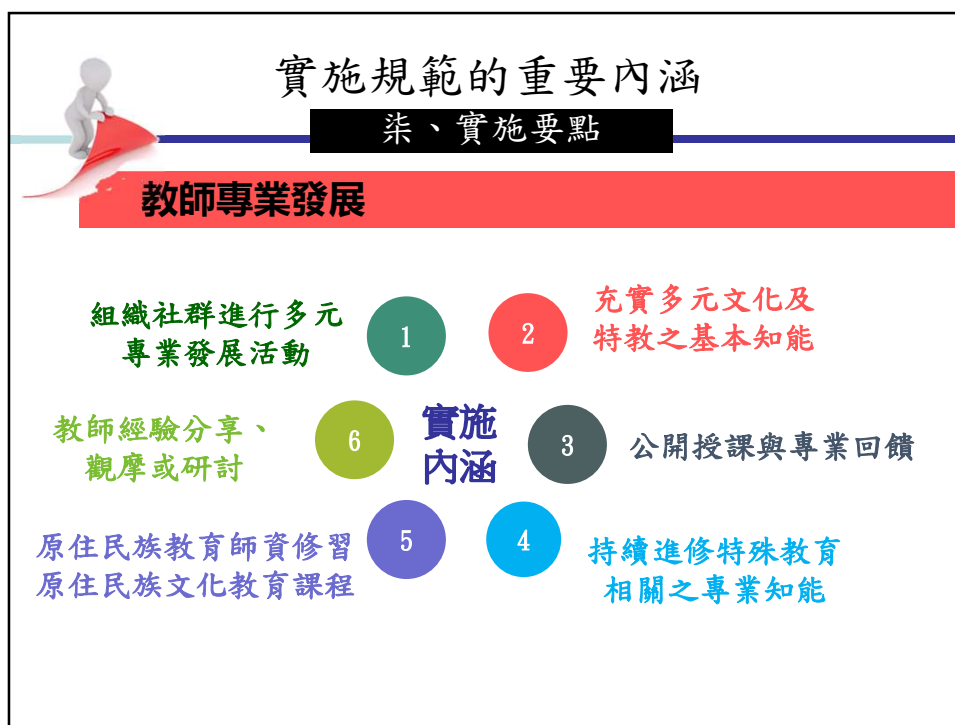 實施規範的重要內涵
柒、實施要點
教師專業發展
組織社群進行多元
專業發展活動
1
2
充實多元文化及
特教之基本知能
教師經驗分享、
觀摩或研討
6
實施
內涵
3
公開授課與專業回饋
原住民族教育師資修習
原住民族文化教育課程
5
4
持續進修特殊教育
相關之專業知能